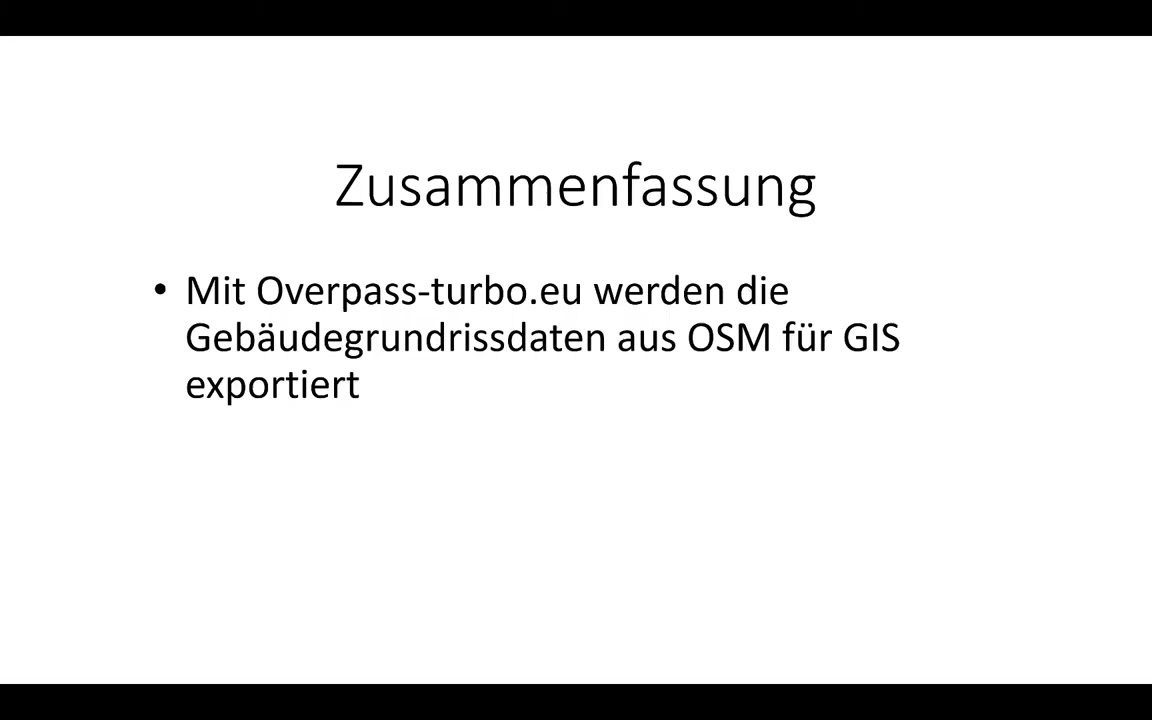 Zusammenfassung
• Mit Overpass-turbo.eu werden die
Gebäudegrundrissdaten aus OSM für GIS
exportiert